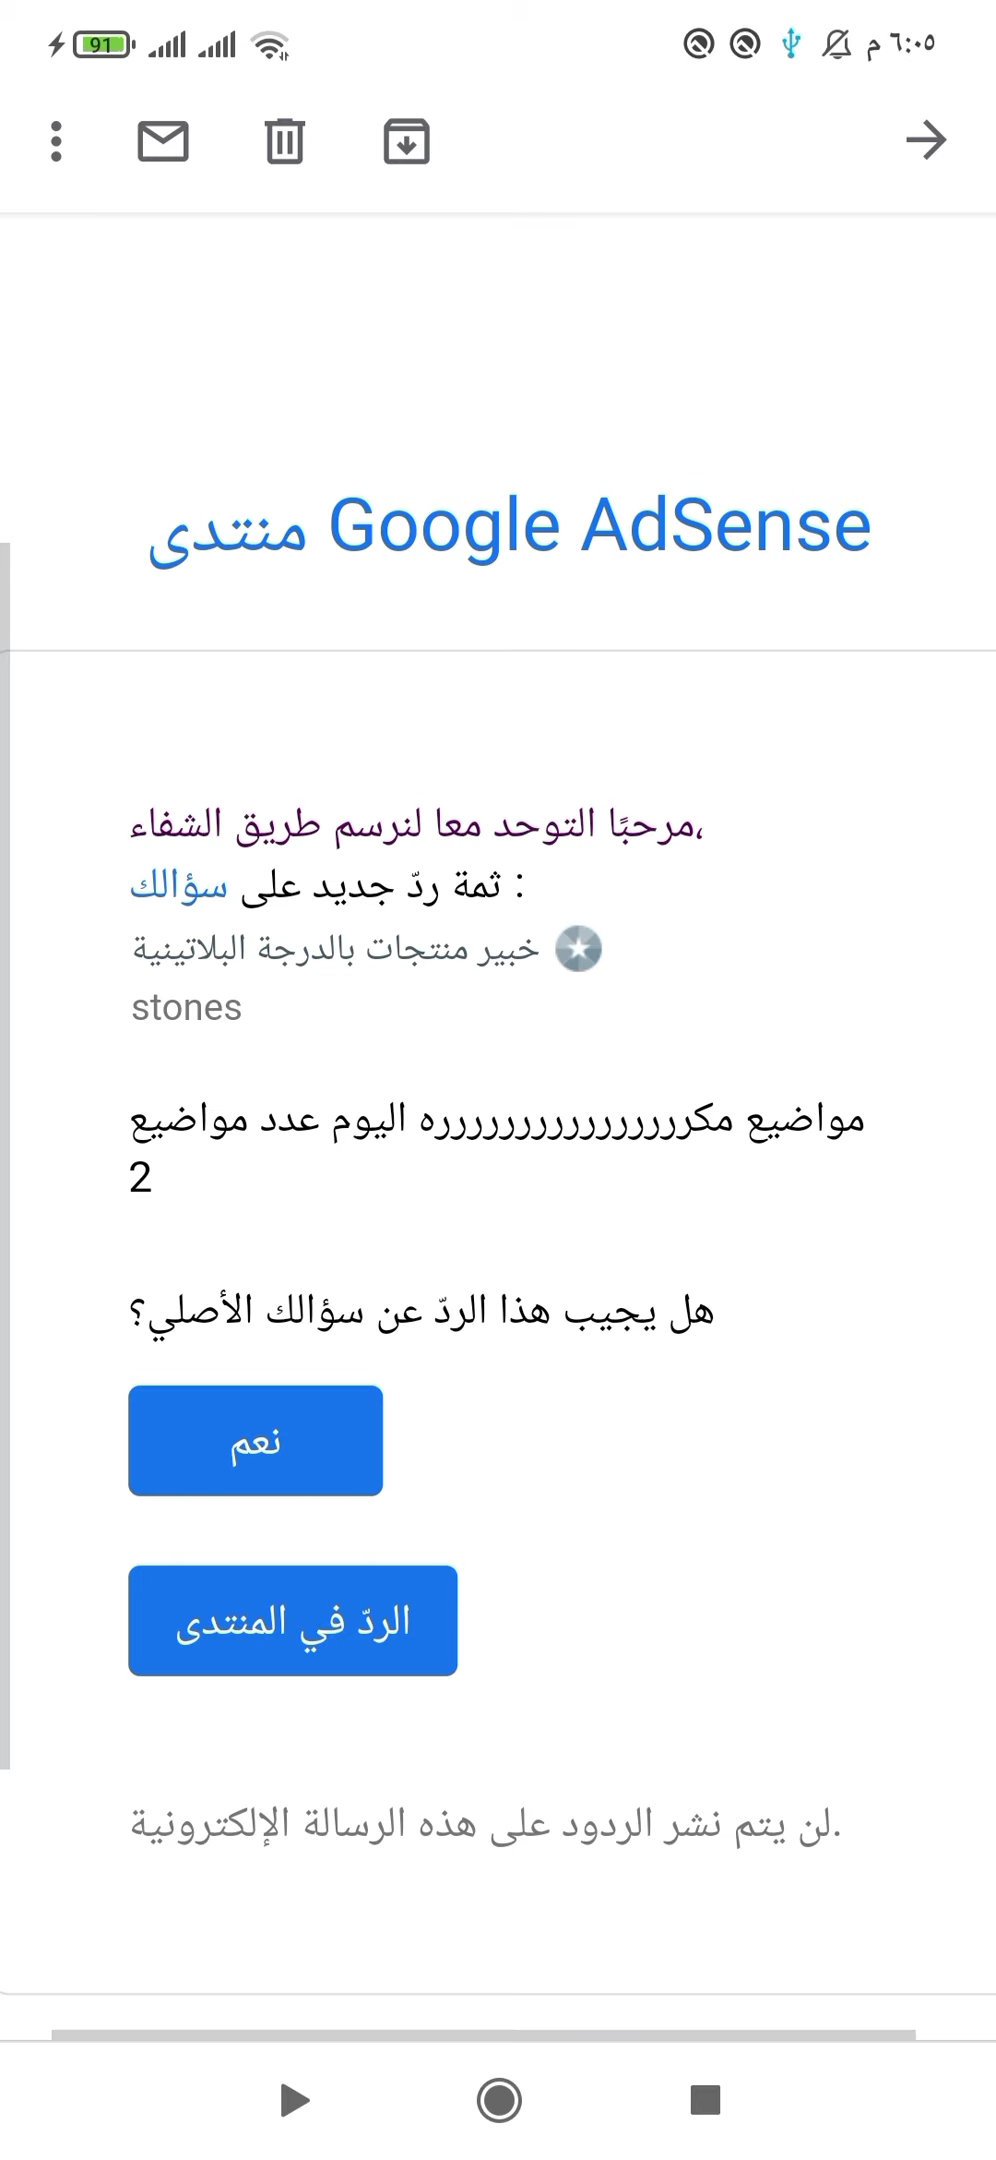 91
٦:٠٥ م
منتدى Google AdSense
مرحبًا التوحد معا لنرسم طريق الشفاء،
ثمة ردّ جديد على سؤالك :
خبير منتجات بالدرجة البلاتينية
stones
مواضيع مكررررررررررررررره اليوم عدد مواضيع
2
هل يجيب هذا الردّ عن سؤالك الأصلي؟
نعم
الردّ في المنتدى
لن يتم نشر الردود على هذه الرسالة الإلكترونية.